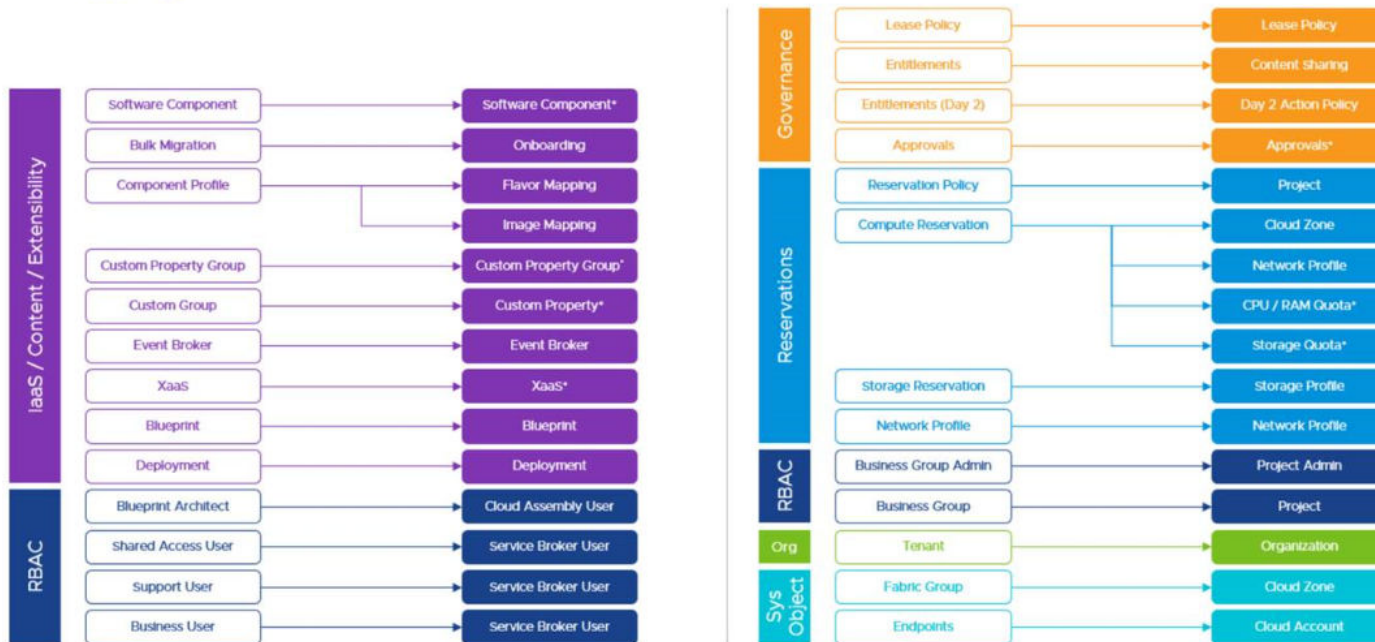 IaaS / Content / Extensibility
Software Component
Software Component*
Bulk Migration
Onboarding
Component Profile
Flavor Mapping
Image Mapping
Custom Property Group
Custom Property Group*
Custom Group
Custom Property*
Event Broker
Event Broker
XaaS
XaaS*
Blueprint
Blueprint
Deployment
Deployment
RBAC
Blueprint Architect
Cloud Assembly User
Shared Access User
Service Broker User
Support User
Service Broker User
Business User
Service Broker User
Governance
Lease Policy
Lease Policy
Entitlements
Content Sharing
Entitlements (Day 2)
Day 2 Action Policy
Approvals
Approvals*
Reservations
Reservation Policy
Project
Compute Reservation
Cloud Zone
Network Profile
CPU / RAM Quota*
Storage Quota*
Storage Reservation
Storage Profile
Network Profile
Network Profile
RBAC
Business Group Admin
Project Admin
Business Group
Project
Org
Tenant
Organization
Sys
Object
Fabric Group
Cloud Zone
Endpoints
Cloud Account